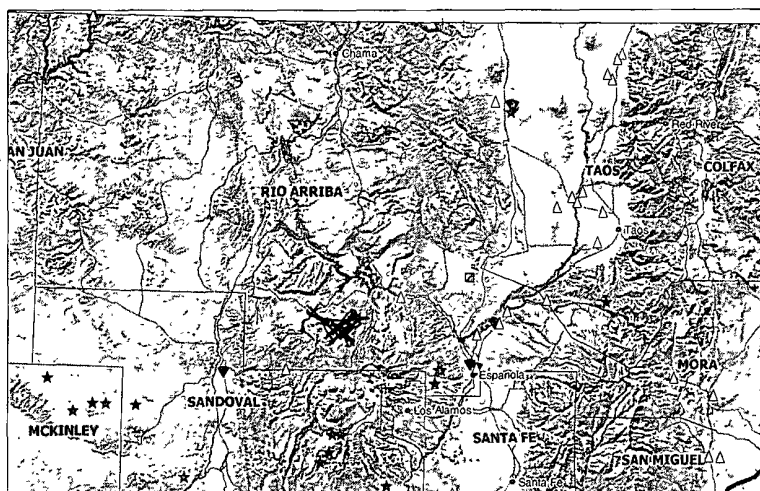 Chama
Red River
AN JUAN
TAOS
COLFAX
RIO ARRIBA
Taos
MORA
Española
SANDOVAL
Los Alamos
MCKINLEY
SANTA FE
SAN MIGUEL
Santa Fe